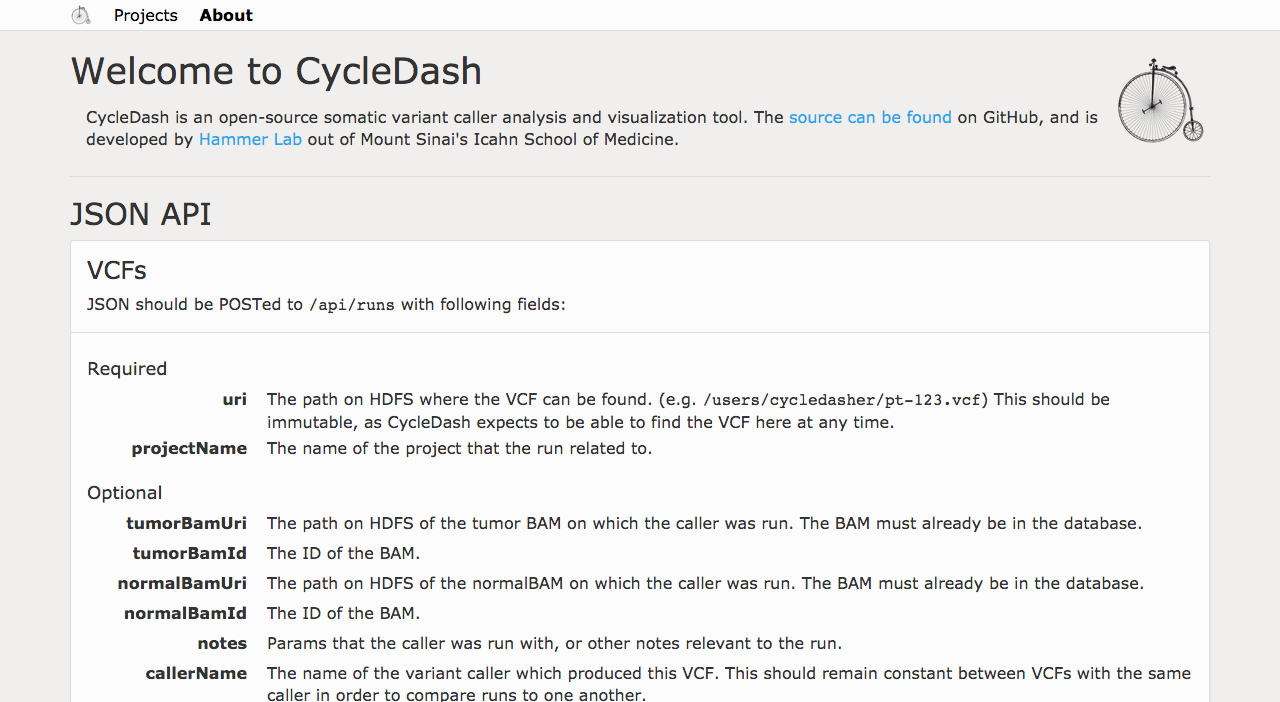 Projects About
Welcome to CycleDash
CycleDash is an open-source somatic variant caller analysis and visualization tool. The source can be found on GitHub, and is
developed by Hammer Lab out of Mount Sinai's Icahn School of Medicine.
JSON API
VCFs
JSON should be POSTed to /api/runs with following fields:
Required
uri The path on HDFS where the VCF can be found. (e.g. /users/cycledasher/pt-123.vcf) This should be
immutable, as CycleDash expects to be able to find the VCF here at any time.
projectName The name of the project that the run related to.
Optional
tumorBamUri The path on HDFS of the tumor BAM on which the caller was run. The BAM must already be in the database.
tumorBamId The ID of the BAM.
normalBamUri The path on HDFS of the normalBAM on which the caller was run. The BAM must already be in the database.
normalBamId The ID of the BAM.
notes Params that the caller was run with, or other notes relevant to the run.
callerName The name of the variant caller which produced this VCF. This should remain constant between VCFs with the same
caller in order to compare runs to one another.